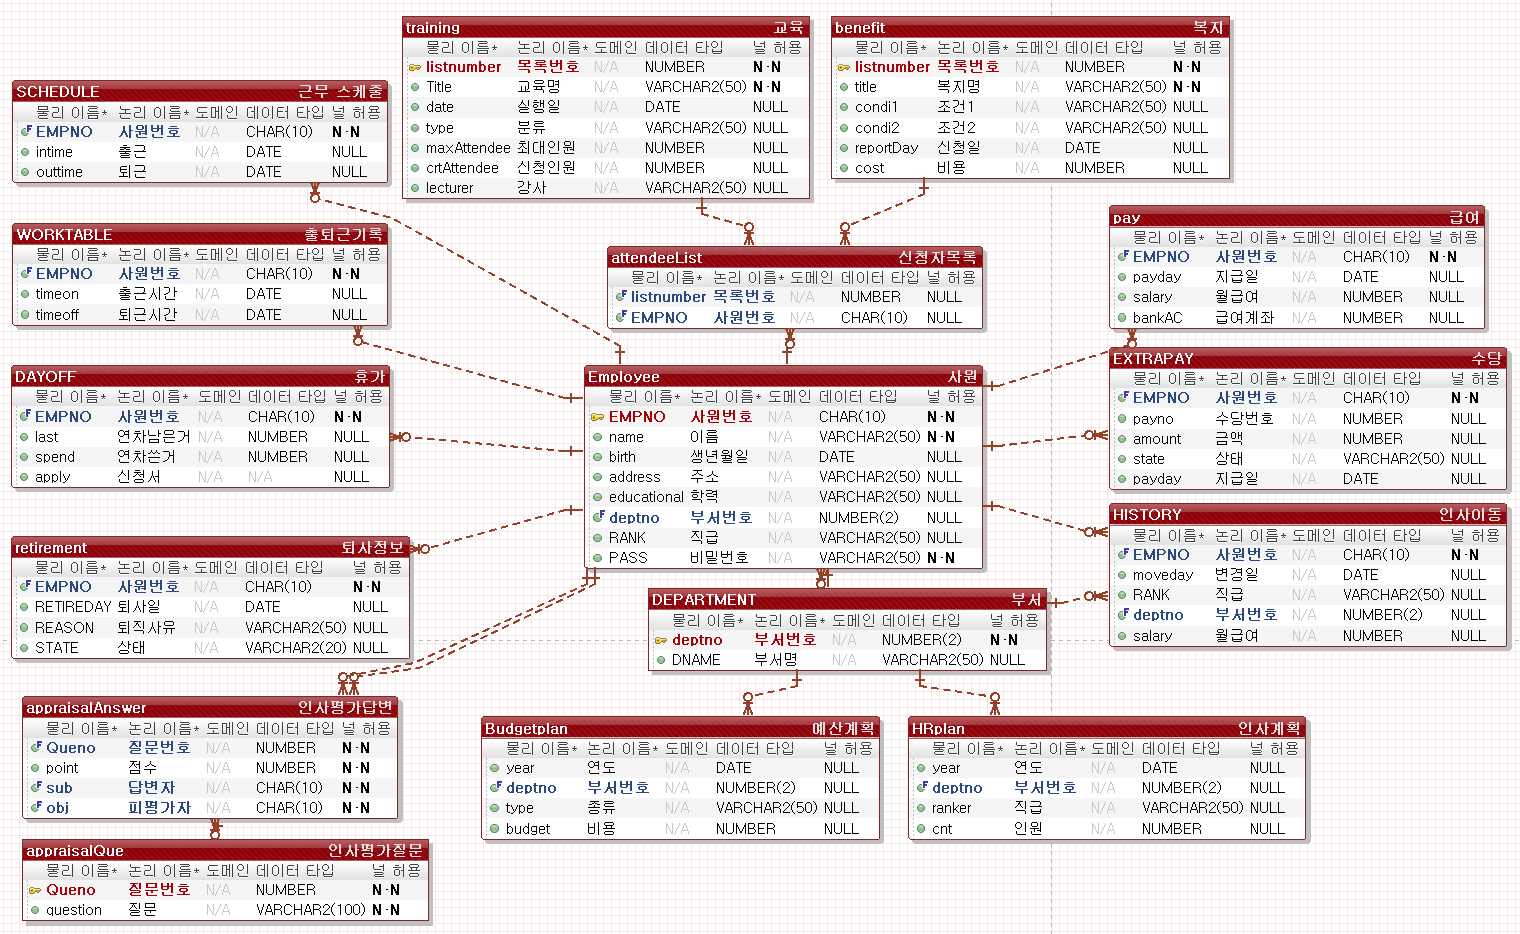 training 교육
물리 이름* 논리 이름* 도메인 데이터 타입 널 허용
listnumber 목록번호 N/A NUMBER N·N
Title 교육명 N/A VARCHAR2(50) N·N
date 실행일 N/A DATE NULL
type 분류 N/A VARCHAR2(50) NULL
maxAttendee 최대인원 N/A NUMBER NULL
crtAttendee 신청인원 N/A NUMBER NULL
lecturer 강사 N/A VARCHAR2(50) NULL
benefit 복지
물리 이름* 논리 이름* 도메인 데이터 타입 널 허용
listnumber 목록번호 N/A NUMBER N·N
title 복지명 N/A VARCHAR2(50) N·N
condi1 조건1 N/A VARCHAR2(50) NULL
condi2 조건2 N/A VARCHAR2(50) NULL
reportDay 신청일 N/A DATE NULL
cost 비용 N/A NUMBER NULL
SCHEDULE 근무 스케줄
물리 이름* 논리 이름* 도메인 데이터 타입 널 허용
EMPNO 사원번호 N/A CHAR(10) N·N
intime 출근 N/A DATE NULL
outtime 퇴근 N/A DATE NULL
WORKTABLE 출퇴근기록
물리 이름* 논리 이름* 도메인 데이터 타입 널 허용
EMPNO 사원번호 N/A CHAR(10) N·N
timeon 출근시간 N/A DATE NULL
timeoff 퇴근시간 N/A DATE NULL
attendeeList 신청자목록
물리 이름* 논리 이름* 도메인 데이터 타입 널 허용
listnumber 목록번호 N/A NUMBER NULL
EMPNO 사원번호 N/A CHAR(10) NULL
pay 급여
물리 이름* 논리 이름* 도메인 데이터 타입 널 허용
EMPNO 사원번호 N/A CHAR(10) N·N
payday 지급일 N/A DATE NULL
salary 월급여 N/A NUMBER NULL
bankAC 급여계좌 N/A NUMBER NULL
DAYOFF 휴가
물리 이름* 논리 이름* 도메인 데이터 타입 널 허용
EMPNO 사원번호 N/A CHAR(10) N·N
last 연차남은거 N/A NUMBER NULL
spend 연차쓴거 N/A NUMBER NULL
apply 신청서 N/A N/A NULL
Employee 사원
물리 이름* 논리 이름* 도메인 데이터 타입 널 허용
EMPNO 사원번호 N/A CHAR(10) N·N
name 이름 N/A VARCHAR2(50) N·N
birth 생년월일 N/A DATE NULL
address 주소 N/A VARCHAR2(50) NULL
educational 학력 N/A VARCHAR2(50) NULL
deptno 부서번호 N/A NUMBER(2) NULL
RANK 직급 N/A VARCHAR2(50) NULL
PASS 비밀번호 N/A VARCHAR2(50) N·N
EXTRAPAY 수당
물리 이름* 논리 이름* 도메인 데이터 타입 널 허용
EMPNO 사원번호 N/A CHAR(10) N·N
payno 수당번호 N/A NUMBER NULL
amount 금액 N/A NUMBER NULL
state 상태 N/A VARCHAR2(50) NULL
payday 지급일 N/A DATE NULL
HISTORY 인사이동
물리 이름* 논리 이름* 도메인 데이터 타입 널 허용
EMPNO 사원번호 N/A CHAR(10) N·N
moveday 변경일 N/A DATE NULL
RANK 직급 N/A VARCHAR2(50) NULL
deptno 부서번호 N/A NUMBER(2) NULL
salary 월급여 N/A NUMBER NULL
retirement 퇴사정보
물리 이름* 논리 이름* 도메인 데이터 타입 널 허용
EMPNO 사원번호 N/A CHAR(10) N·N
RETIREDAY 퇴사일 N/A DATE NULL
REASON 퇴직사유 N/A VARCHAR2(50) NULL
STATE 상태 N/A VARCHAR2(20) NULL
DEPARTMENT 부서
물리 이름* 논리 이름* 도메인 데이터 타입 널 허용
deptno 부서번호 N/A NUMBER(2) N·N
DNAME 부서명 N/A VARCHAR2(50) NULL
appraisalAnswer 인사평가답변
물리 이름* 논리 이름* 도메인 데이터 타입 널 허용
Queno 질문번호 N/A NUMBER N·N
point 점수 N/A NUMBER N·N
sub 답변자 N/A CHAR(10) N·N
obj 피평가자 N/A CHAR(10) N·N
Budgetplan 예산계획
물리 이름* 논리 이름* 도메인 데이터 타입 널 허용
year 연도 N/A DATE NULL
deptno 부서번호 N/A NUMBER(2) NULL
type 종류 N/A VARCHAR2(50) NULL
budget 비용 N/A NUMBER NULL
HRplan 인사계획
물리 이름* 논리 이름* 도메인 데이터 타입 널 허용
year 연도 N/A DATE NULL
deptno 부서번호 N/A NUMBER(2) NULL
ranker 직급 N/A VARCHAR2(50) NULL
cnt 인원 N/A NUMBER NULL
appraisalQue 인사평가질문
물리 이름* 논리 이름* 도메인 데이터 타입 널 허용
Queno 질문번호 N/A NUMBER N·N
question 질문 N/A VARCHAR2(100) N·N